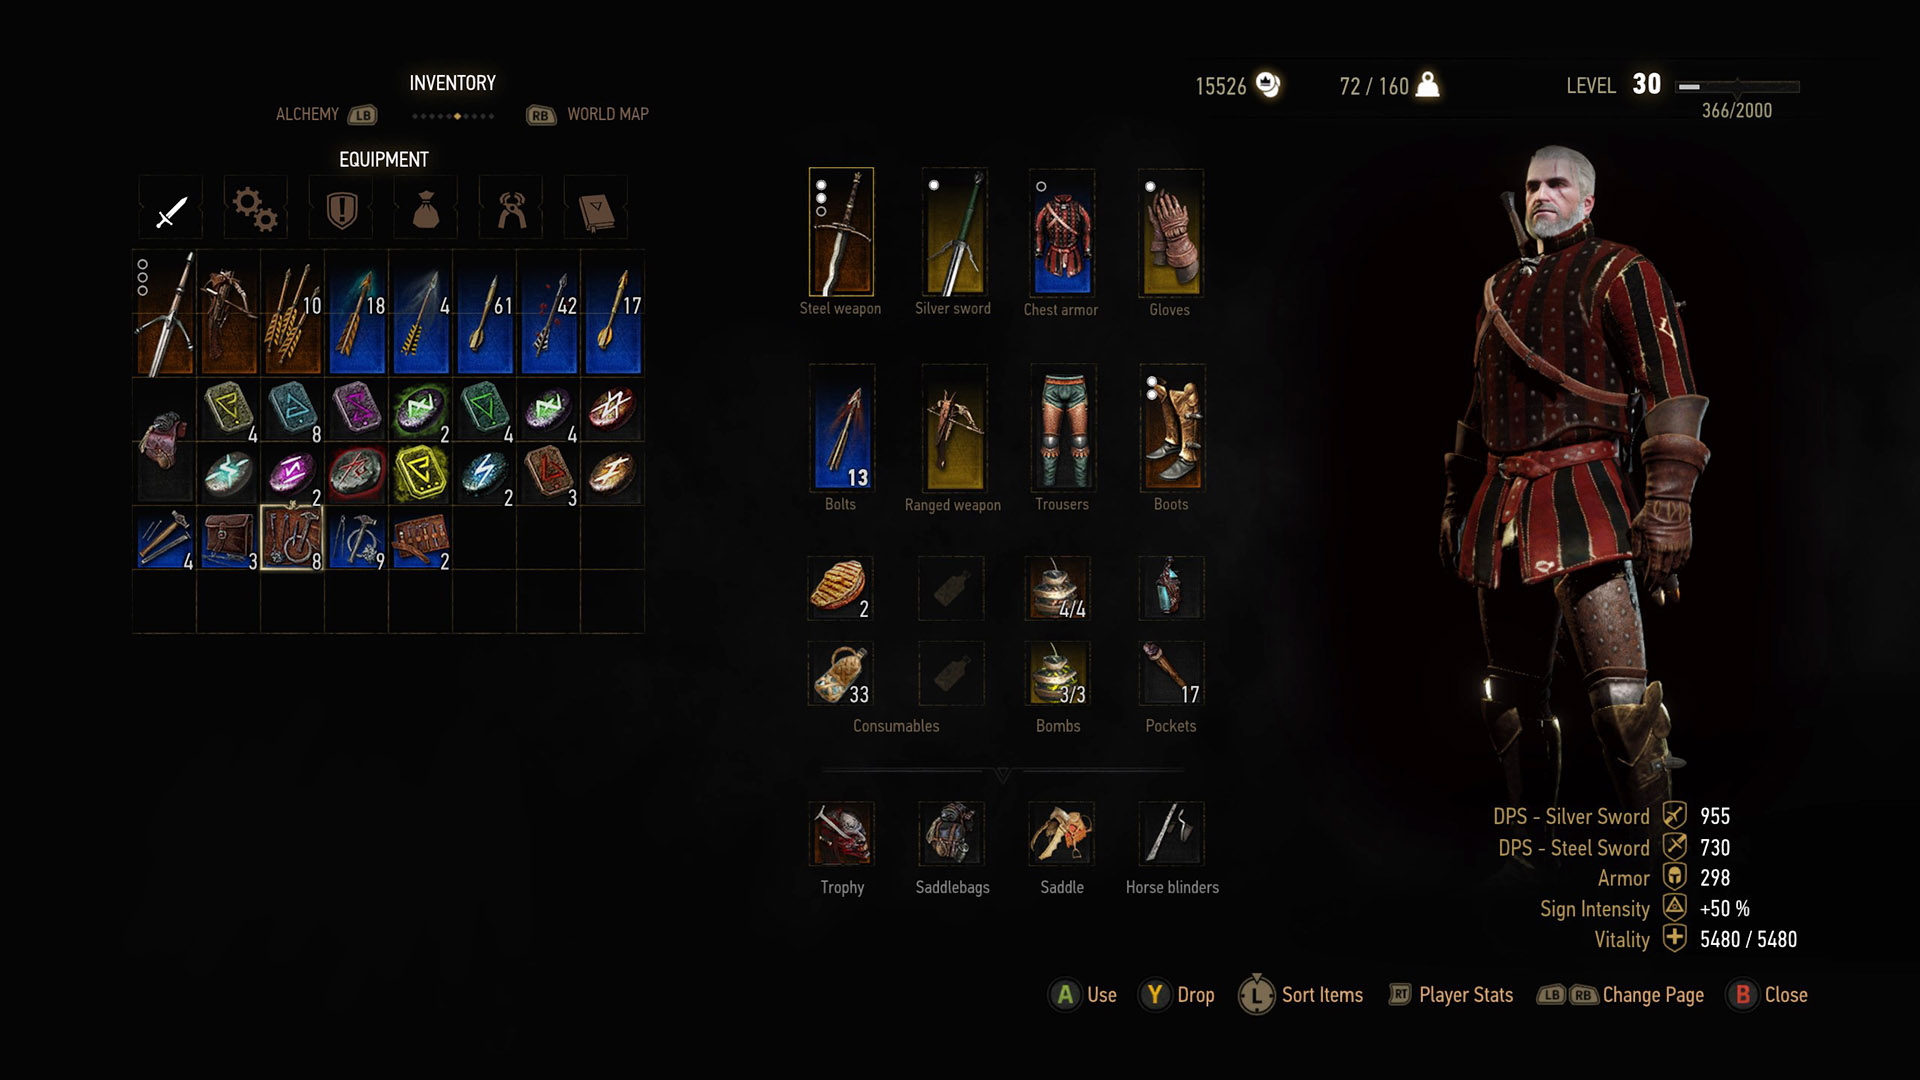 INVENTORY
ALCHEMY LB RB WORLD MAP
15526 72 / 160 LEVEL 30
366/2000
EQUIPMENT
10 18 4 61 42 17
4 8 2 4 4
2 2 3
4 3 8 9 2
Steel weapon Silver sword Chest armor Gloves
13
Bolts Ranged weapon Trousers Boots
2 4/4
33 3/3 17
Consumables Bombs Pockets
Trophy Saddlebags Saddle Horse blinders
DPS - Silver Sword 955
DPS - Steel Sword 730
Armor 298
Sign Intensity +50 %
Vitality 5480 / 5480
A Use Y Drop L Sort Items RT Player Stats LB RB Change Page B Close